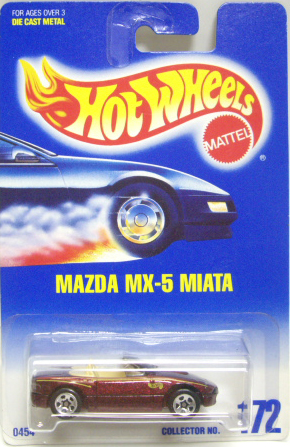 FOR AGES OVER 3
DIE CAST METAL
HOT WHEELS
MATTEL
®
MAZDA MX-5 MIATA
0454
COLLECTOR NO. 172